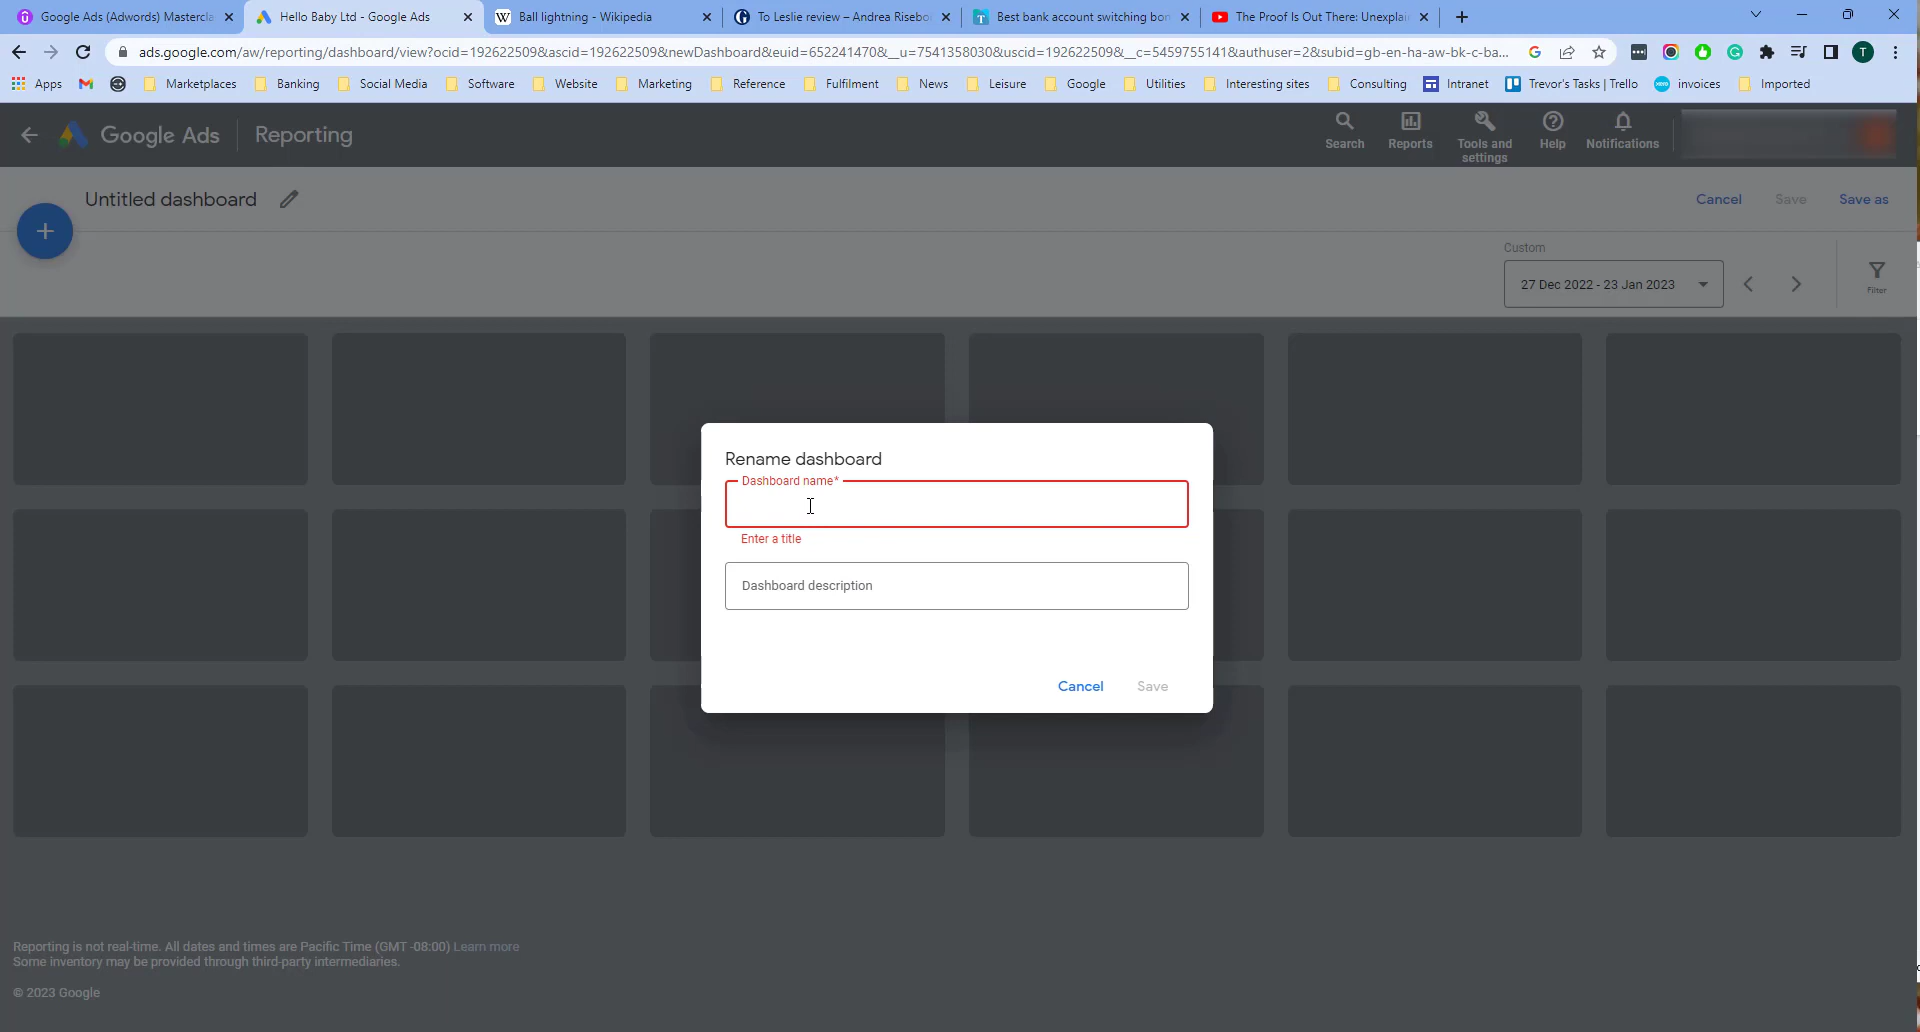 Google Ads (Adwords) Mastercla
Hello Baby Ltd - Google Ads
Ball lightning - Wikipedia
To Leslie review – Andrea Risebo
Best bank account switching bon
The Proof Is Out There: Unexplai
ads.google.com/aw/reporting/dashboard/view?ocid=192622509&ascid=192622509&newDashboard&euid=652241470&__u=7541358030&uscid=192622509&__c=5459755141&authuser=2&subid=gb-en-ha-aw-bk-c-ba...
Apps
Marketplaces
Banking
Social Media
Software
Website
Marketing
Reference
Fulfilment
News
Leisure
Google
Utilities
Interesting sites
Consulting
Intranet
Trevor's Tasks | Trello
invoices
Imported
Google Ads
Reporting
Search
Reports
Tools and
settings
Help
Notifications
Untitled dashboard
Cancel
Save
Save as
Custom
27 Dec 2022 - 23 Jan 2023
Filter
Rename dashboard
Dashboard name*
Enter a title
Dashboard description
Cancel
Save
Reporting is not real-time. All dates and times are Pacific Time (GMT -08:00) Learn more
Some inventory may be provided through third-party intermediaries.
© 2023 Google